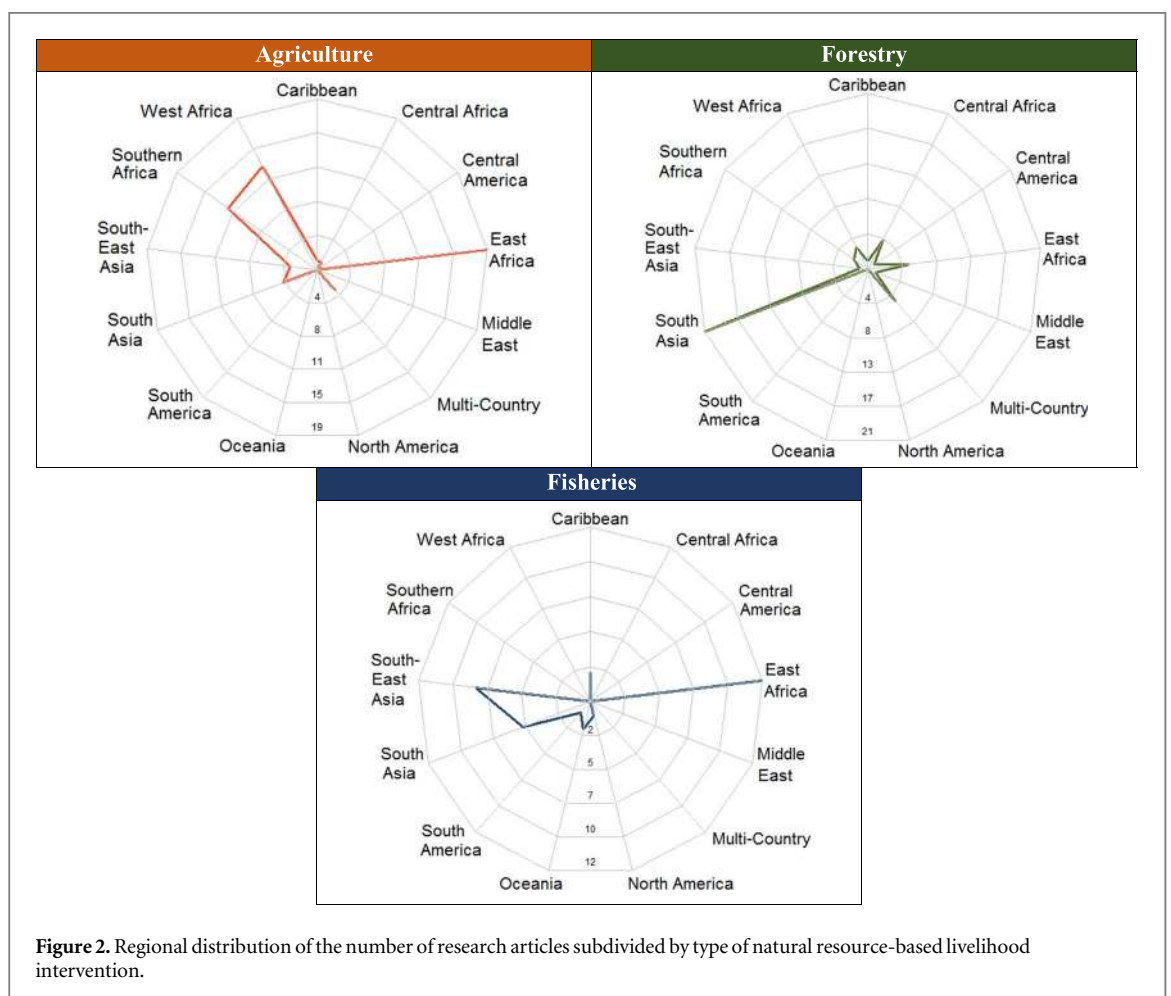 Agriculture
Caribbean
West Africa
Central Africa
Southern
Africa
Central
America
South-
East
Asia
East
Africa
South
Asia
Middle
East
South
America
Multi-Country
Oceania
North America
4
8
11
15
19
Forestry
Caribbean
West Africa
Central Africa
Southern
Africa
Central
America
South-
East
Asia
East
Africa
South
Asia
Middle
East
South
America
Multi-Country
Oceania
North America
4
8
13
17
21
Fisheries
Caribbean
West Africa
Central Africa
Southern
Africa
Central
America
South-
East
Asia
East
Africa
South
Asia
Middle
East
South
America
Multi-Country
Oceania
North America
2
5
7
10
12
Figure 2. Regional distribution of the number of research articles subdivided by type of natural resource-based livelihood
intervention.